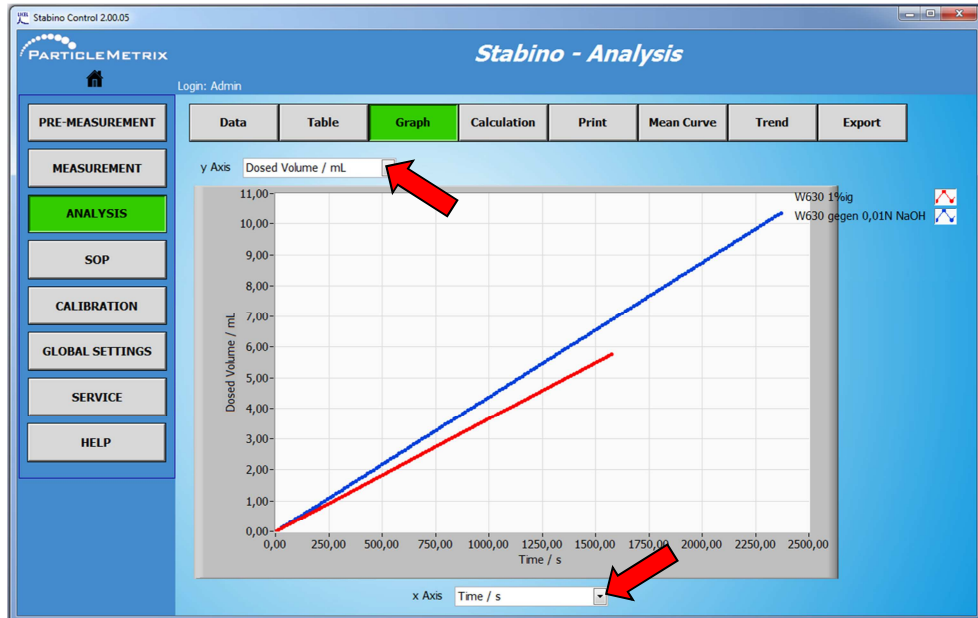 Stabino Control 2.00.05
PARTICLEMETRIX
Stabino - Analysis
Login: Admin
PRE-MEASUREMENT
MEASUREMENT
ANALYSIS
SOP
CALIBRATION
GLOBAL SETTINGS
SERVICE
HELP
Data Table Graph Calculation Print Mean Curve Trend Export
y Axis Dosed Volume / mL
W630 1%ig
W630 gegen 0,01N NaOH
11,00
10,00
9,00
8,00
7,00
6,00
5,00
4,00
3,00
2,00
1,00
0,00
Dosed Volume / mL
0,00 250,00 500,00 750,00 1000,00 1250,00 1500,00 1750,00 2000,00 2250,00 2500,00
Time / s
x Axis Time / s